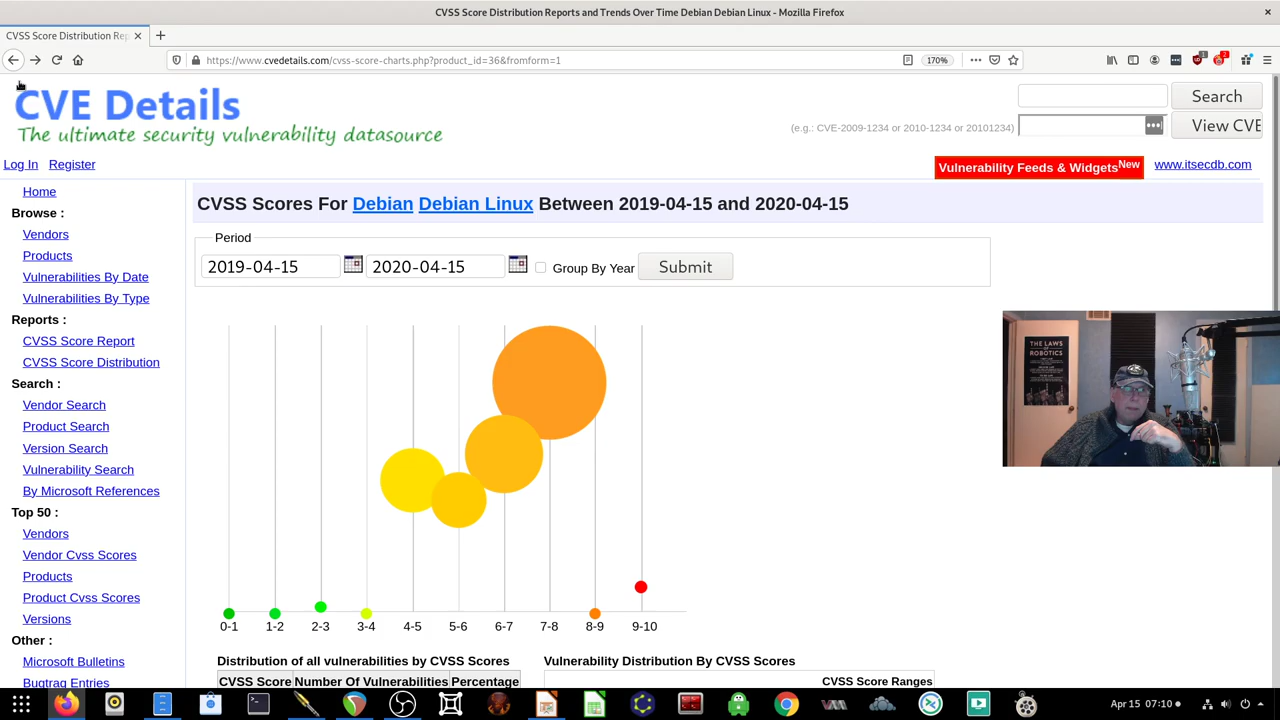 CVSS Score Distribution Reports and Trends Over Time Debian Debian Linux - Mozilla Firefox
CVSS Score Distribution Rep
https://www.cvedetails.com/cvss-score-charts.php?product_id=36&fromform=1
170%
1
2
CVE Details
The ultimate security vulnerability datasource
Search
(e.g.: CVE-2009-1234 or 2010-1234 or 20101234)
View CVE
Log In Register
Vulnerability Feeds & Widgets New
www.itsecdb.com
Home
Browse :
Vendors
Products
Vulnerabilities By Date
Vulnerabilities By Type
Reports :
CVSS Score Report
CVSS Score Distribution
Search :
Vendor Search
Product Search
Version Search
Vulnerability Search
By Microsoft References
Top 50 :
Vendors
Vendor Cvss Scores
Products
Product Cvss Scores
Versions
Other :
Microsoft Bulletins
Bugtraq Entries
CVSS Scores For Debian Debian Linux Between 2019-04-15 and 2020-04-15
Period
2019-04-15 2020-04-15 Group By Year Submit
0-1 1-2 2-3 3-4 4-5 5-6 6-7 7-8 8-9 9-10
THE LAWS OF ROBOTICS
Distribution of all vulnerabilities by CVSS Scores
CVSS Score Number Of Vulnerabilities Percentage
Vulnerability Distribution By CVSS Scores
CVSS Score Ranges
Apr 15 07:10